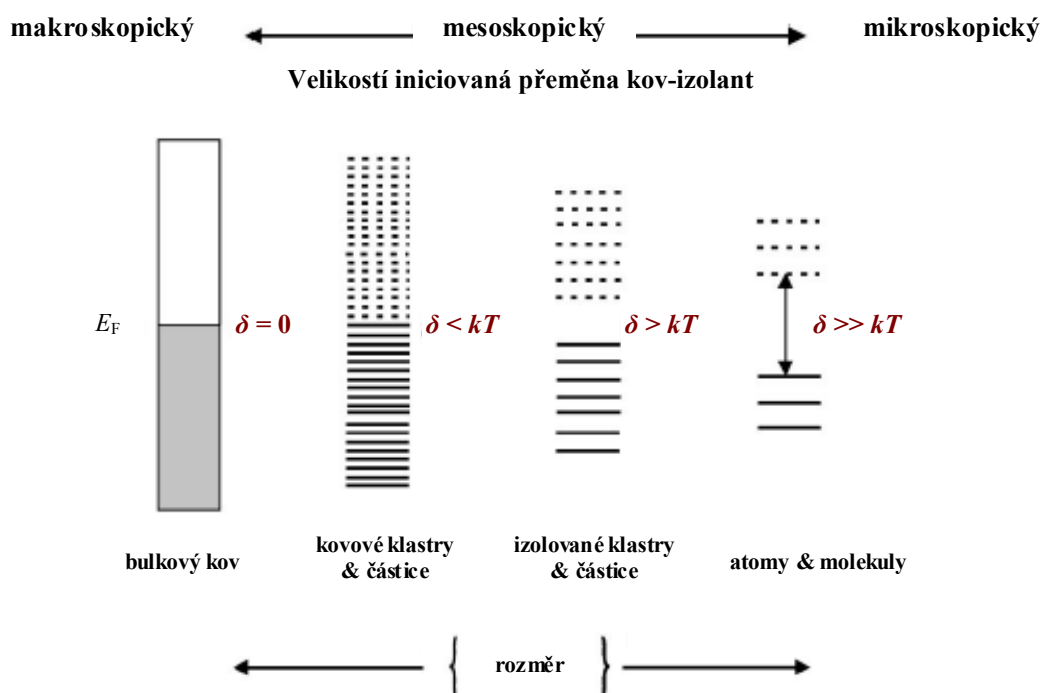 makroskopický
mesoskopický
mikroskopický
Velikostí iniciovaná přeměna kov-izolant
E_F
δ = 0
δ < kT
δ > kT
δ >> kT
bulkový kov
kovové klastry
& částice
izolované klastry
& částice
atomy & molekuly
{ rozměr }